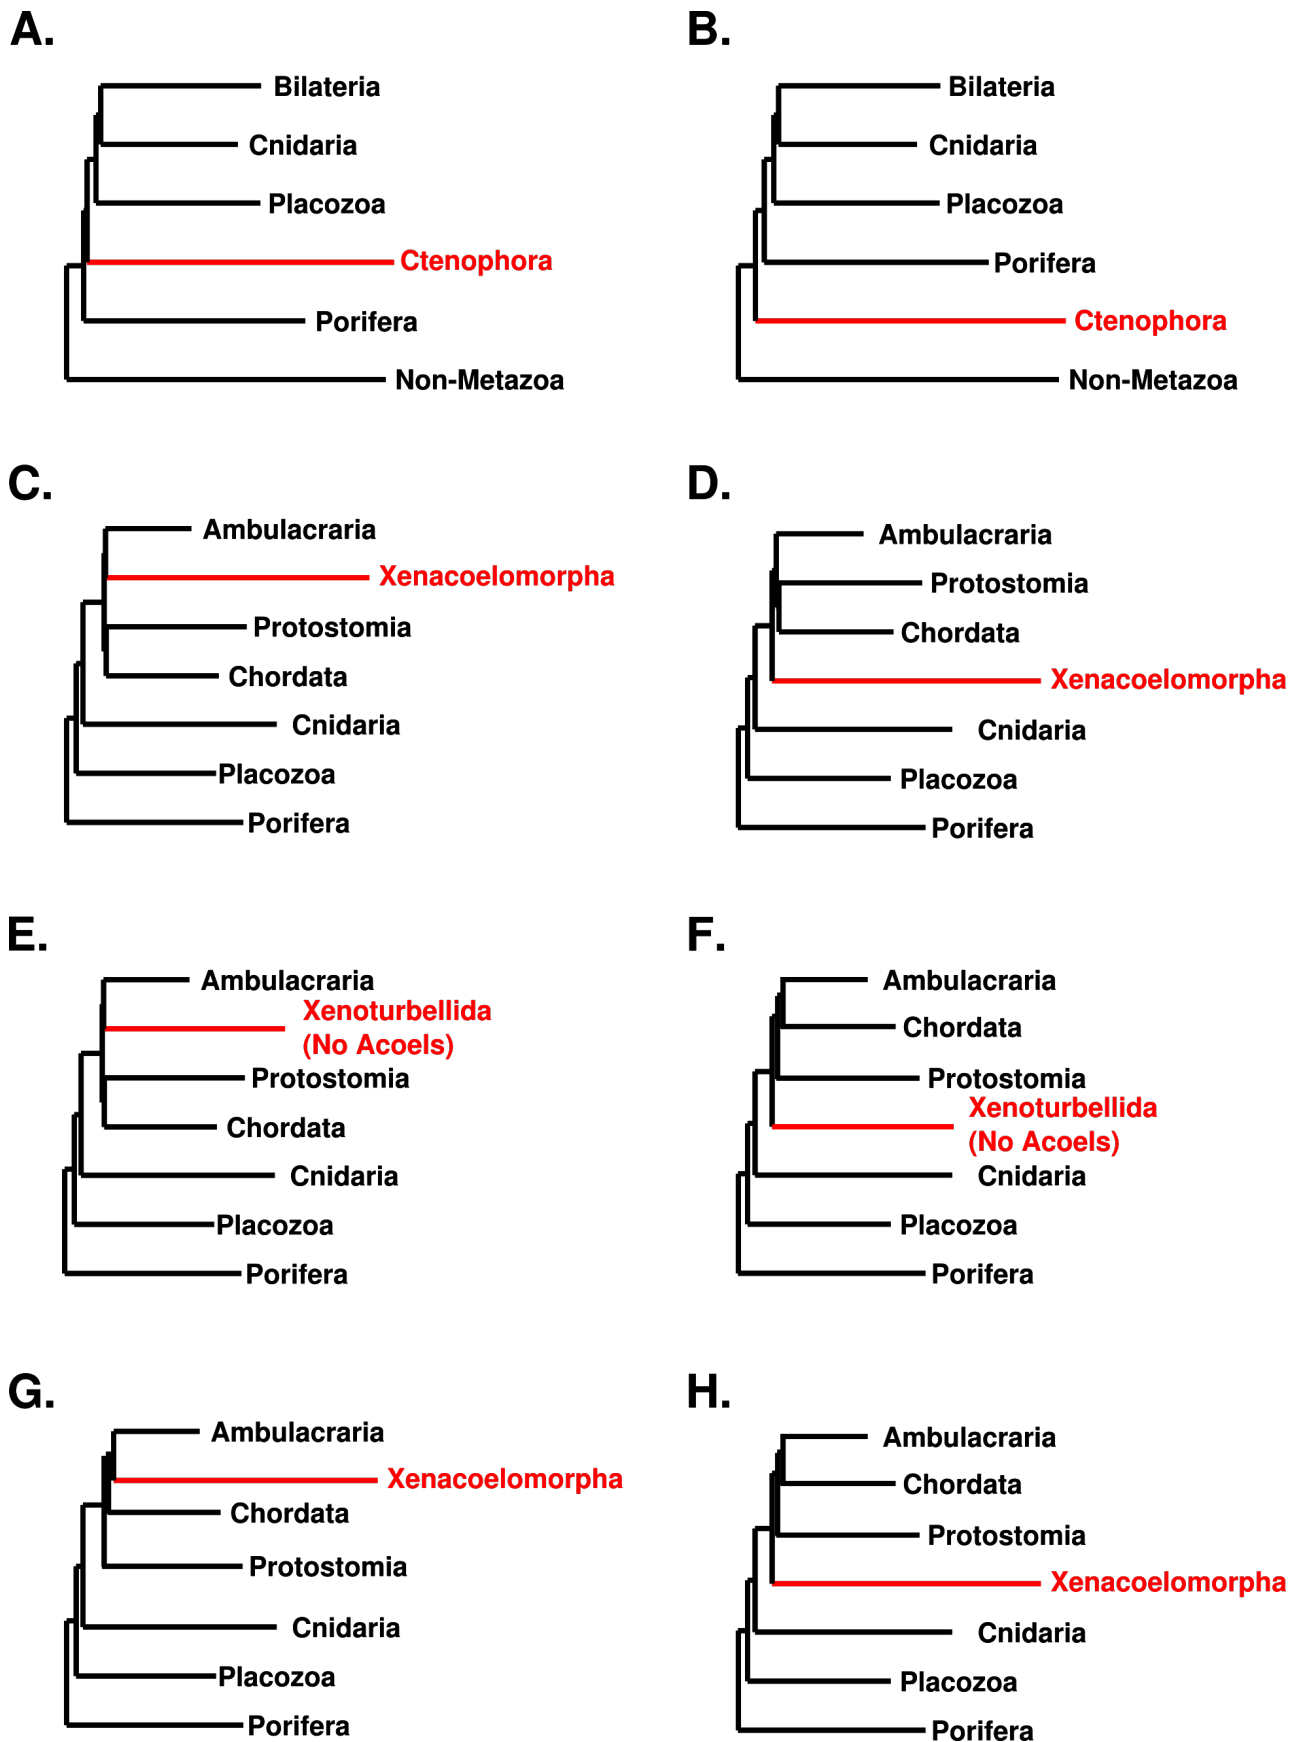 A.
Bilateria
Cnidaria
Placozoa
Ctenophora
Porifera
Non-Metazoa
B.
Bilateria
Cnidaria
Placozoa
Porifera
Ctenophora
Non-Metazoa
C.
Ambulacraria
Xenacoelomorpha
Protostomia
Chordata
Cnidaria
Placozoa
Porifera
D.
Ambulacraria
Protostomia
Chordata
Xenacoelomorpha
Cnidaria
Placozoa
Porifera
E.
Ambulacraria
Xenoturbellida
(No Acoels)
Protostomia
Chordata
Cnidaria
Placozoa
Porifera
F.
Ambulacraria
Chordata
Protostomia
Xenoturbellida
(No Acoels)
Cnidaria
Placozoa
Porifera
G.
Ambulacraria
Xenacoelomorpha
Chordata
Protostomia
Cnidaria
Placozoa
Porifera
H.
Ambulacraria
Chordata
Protostomia
Xenacoelomorpha
Cnidaria
Placozoa
Porifera